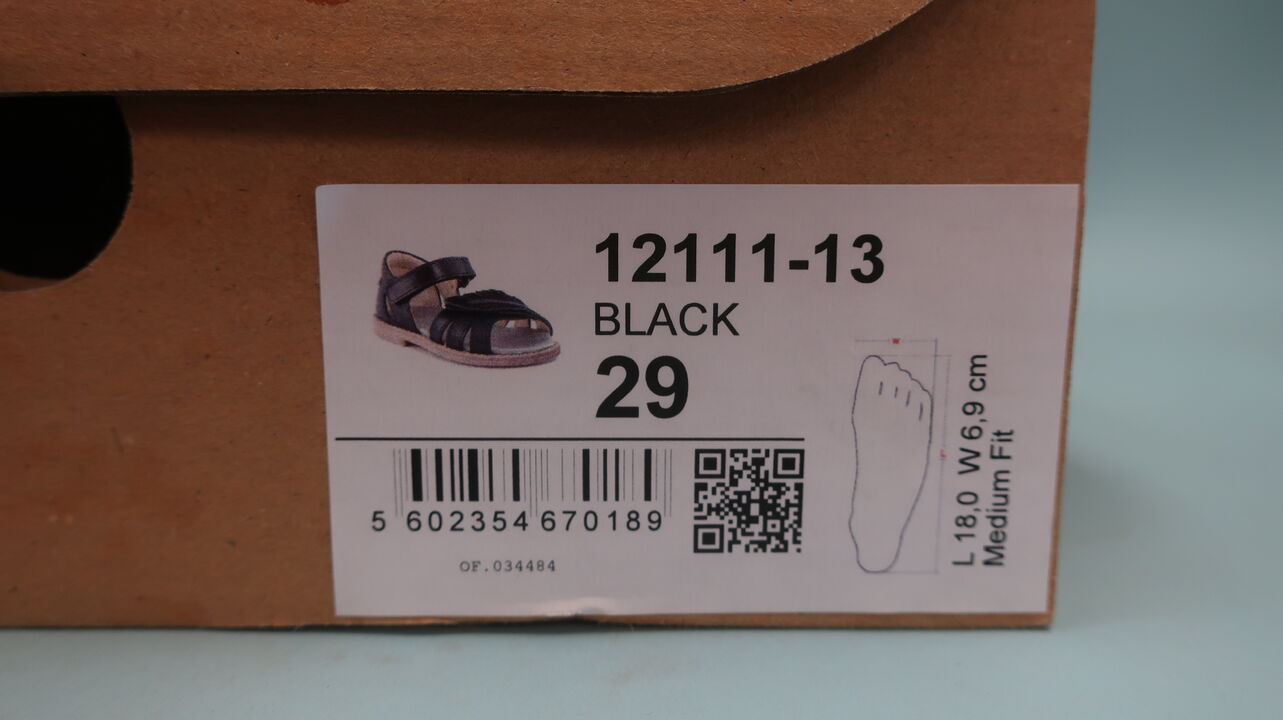 12111-13
BLACK
29
5 602354 670189
OF.034484
L 18,0 W 6,9 cm
Medium Fit